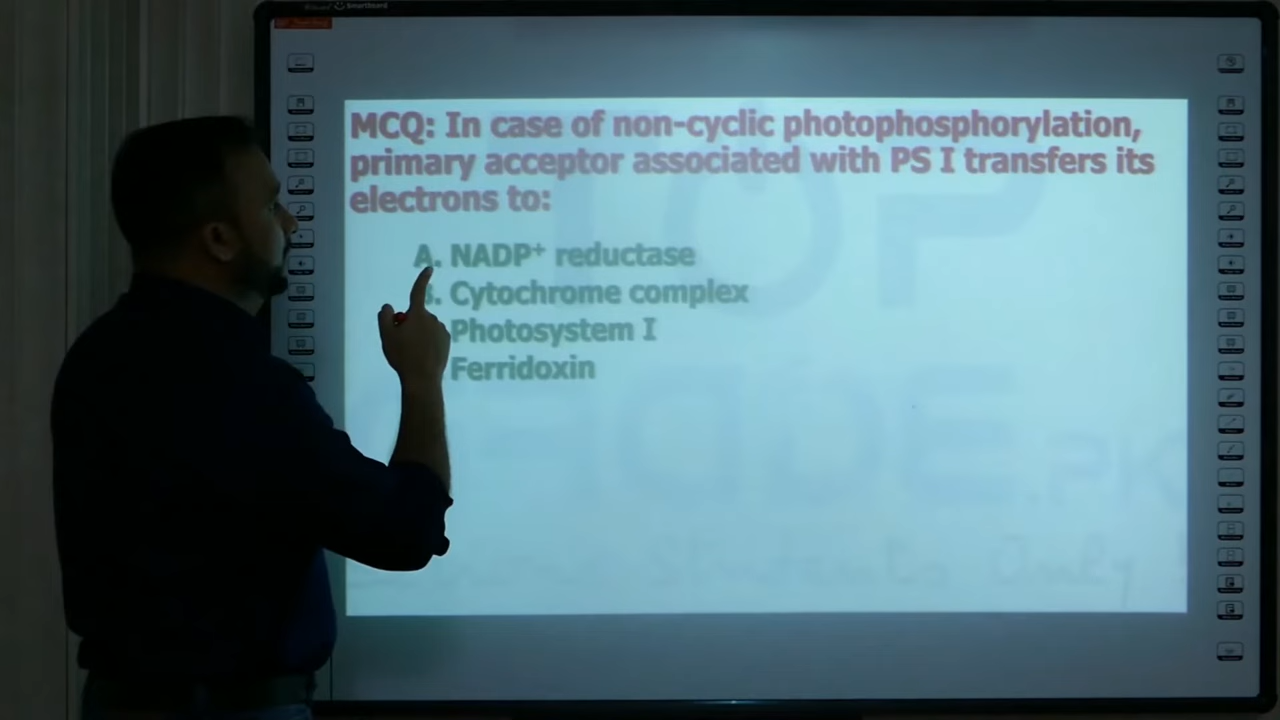 Smartboard
MCQ: In case of non-cyclic photophosphorylation,
primary acceptor associated with PS I transfers its
electrons to:
A. NADP⁺ reductase
B. Cytochrome complex
Photosystem I
Ferridoxin